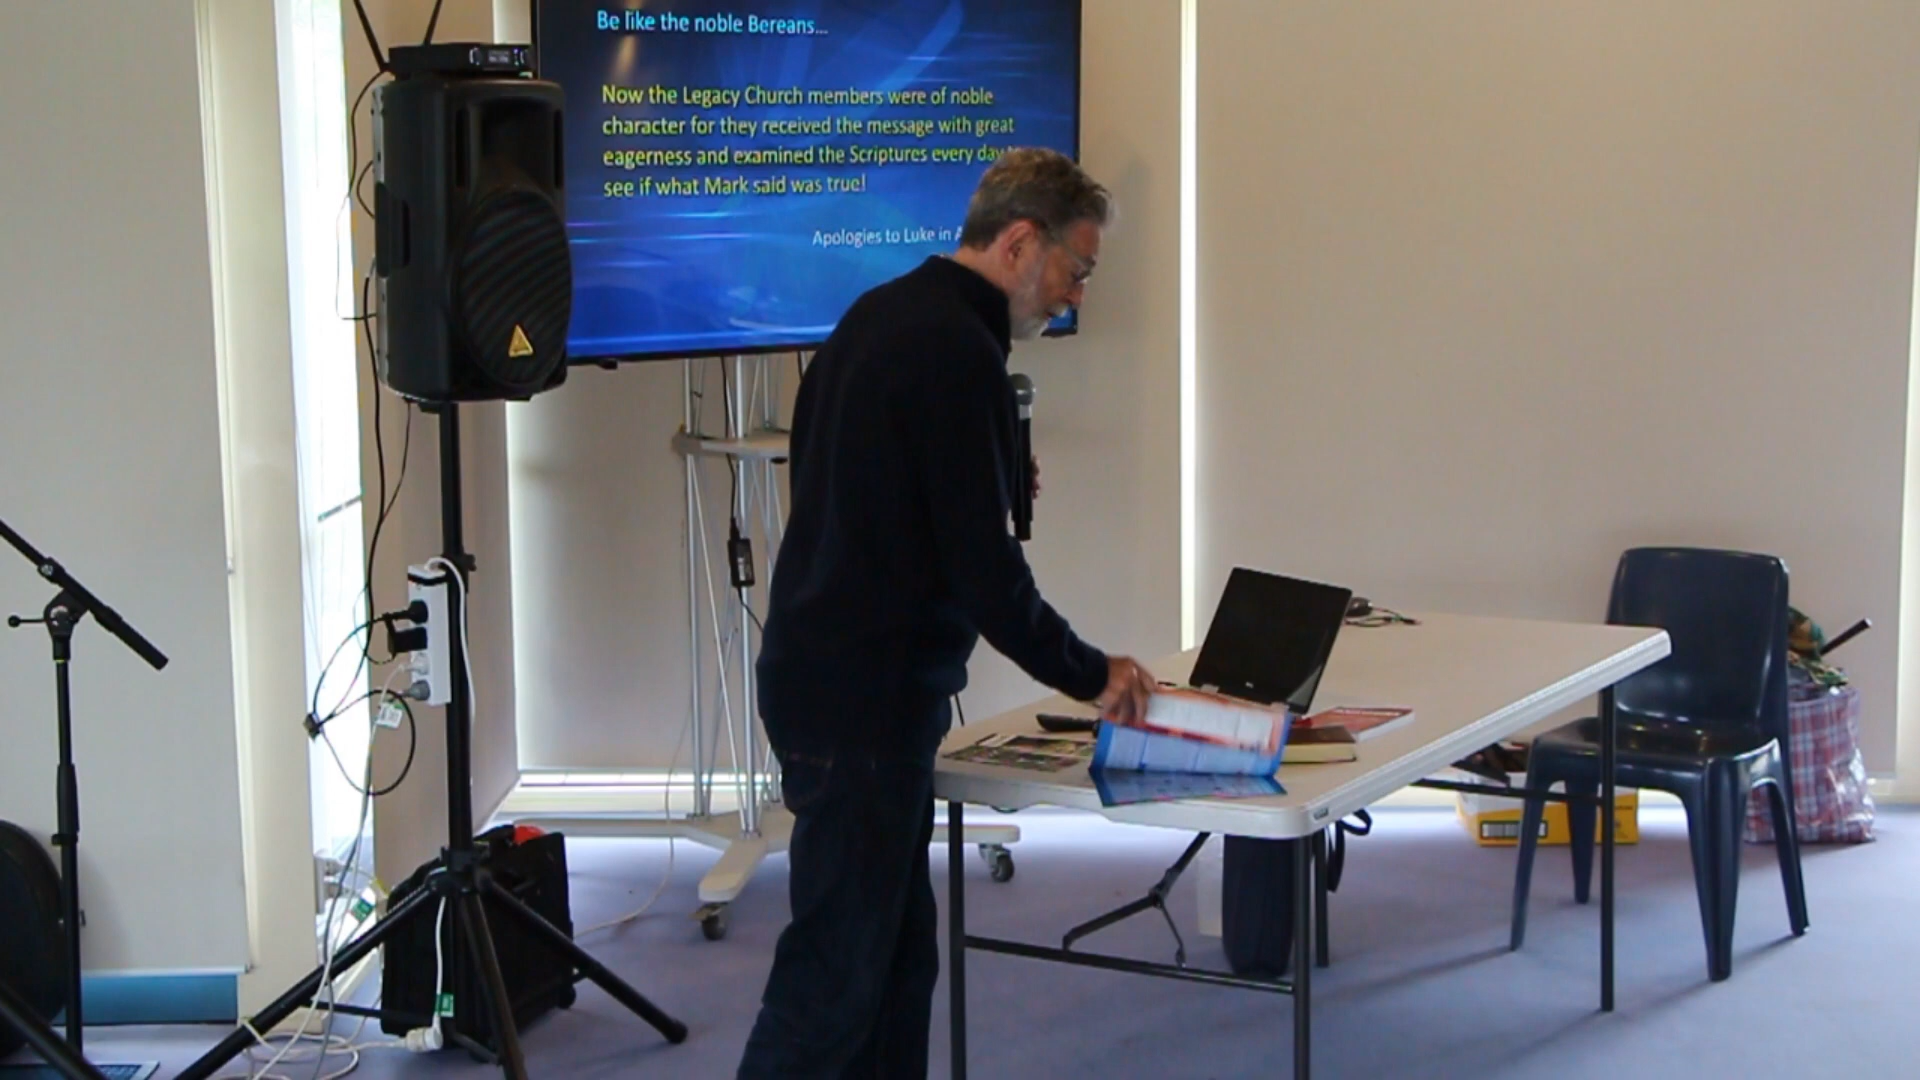 Be like the noble Bereans...
Now the Legacy Church members were of noble
character for they received the message with great
eagerness and examined the Scriptures every day
see if what Mark said was true!
Apologies to Luke in